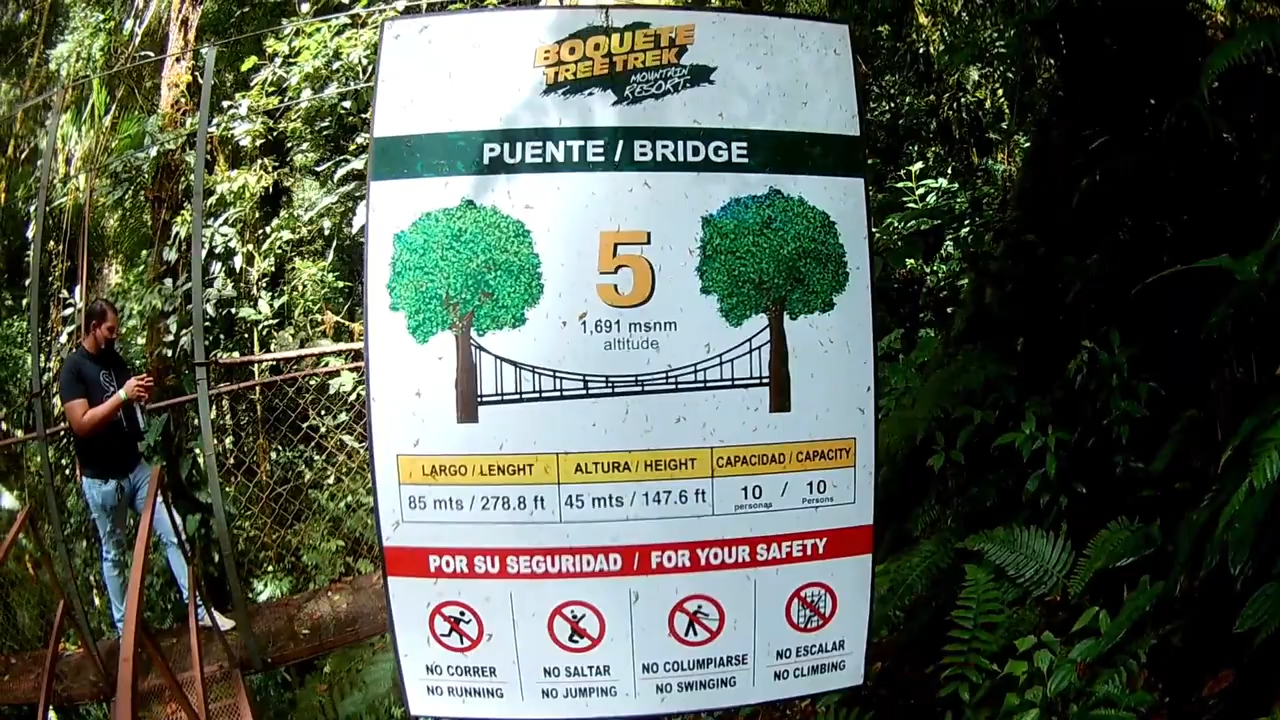 BOQUETE
TREE TREK
MOUNTAIN
RESORT
PUENTE / BRIDGE
5
1,691 msnm
altitude
LARGO / LENGHT ALTURA / HEIGHT CAPACIDAD / CAPACITY
85 mts / 278.8 ft 45 mts / 147.6 ft 10 personas / 10 Persons
POR SU SEGURIDAD / FOR YOUR SAFETY
NO CORRER
NO RUNNING
NO SALTAR
NO JUMPING
NO COLUMPIARSE
NO SWINGING
NO ESCALAR
NO CLIMBING